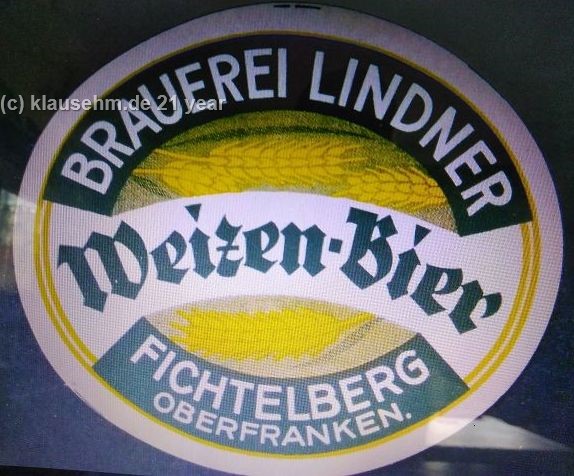 (c) klausehm.de 21 year
BRAUEREI LINDNER
Weizen-Bier
FICHTELBERG
OBERFRANKEN.